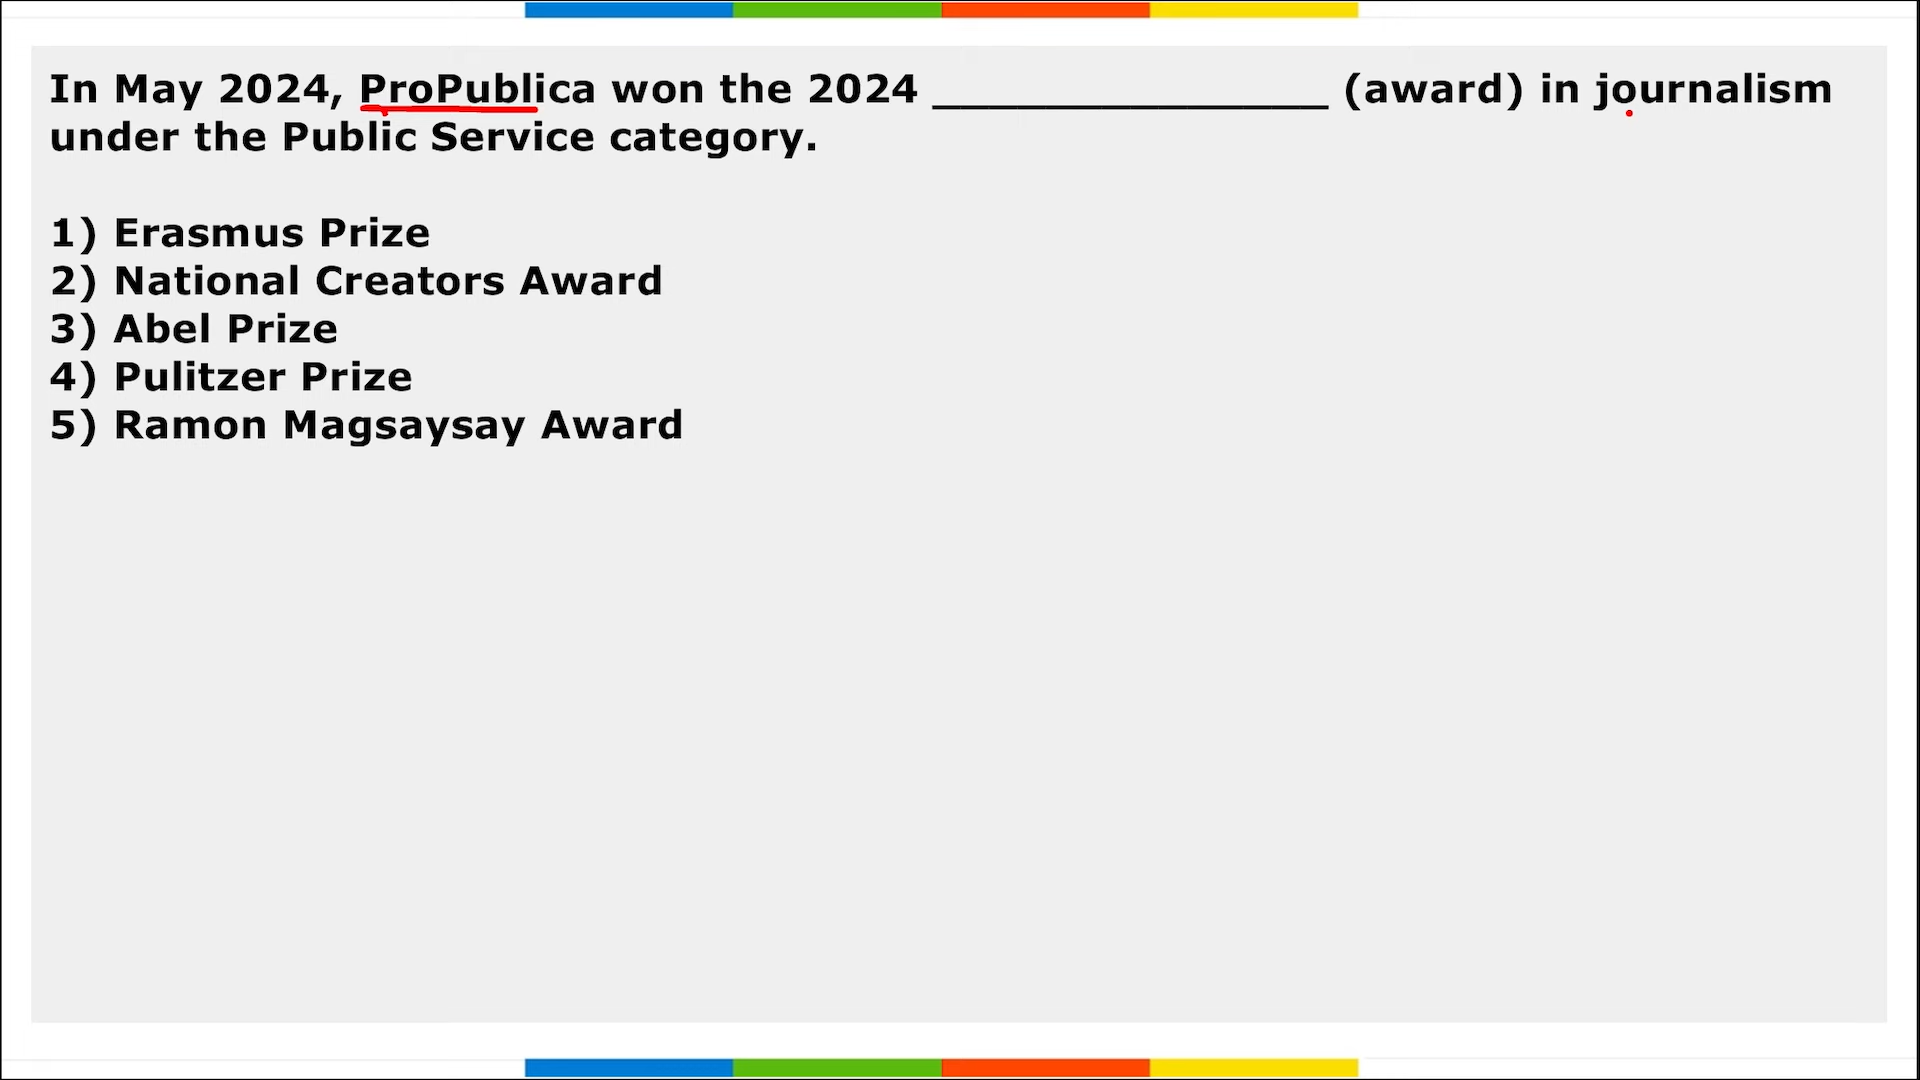 In May 2024, ProPublica won the 2024 __________________ (award) in journalism
under the Public Service category.
1) Erasmus Prize
2) National Creators Award
3) Abel Prize
4) Pulitzer Prize
5) Ramon Magsaysay Award